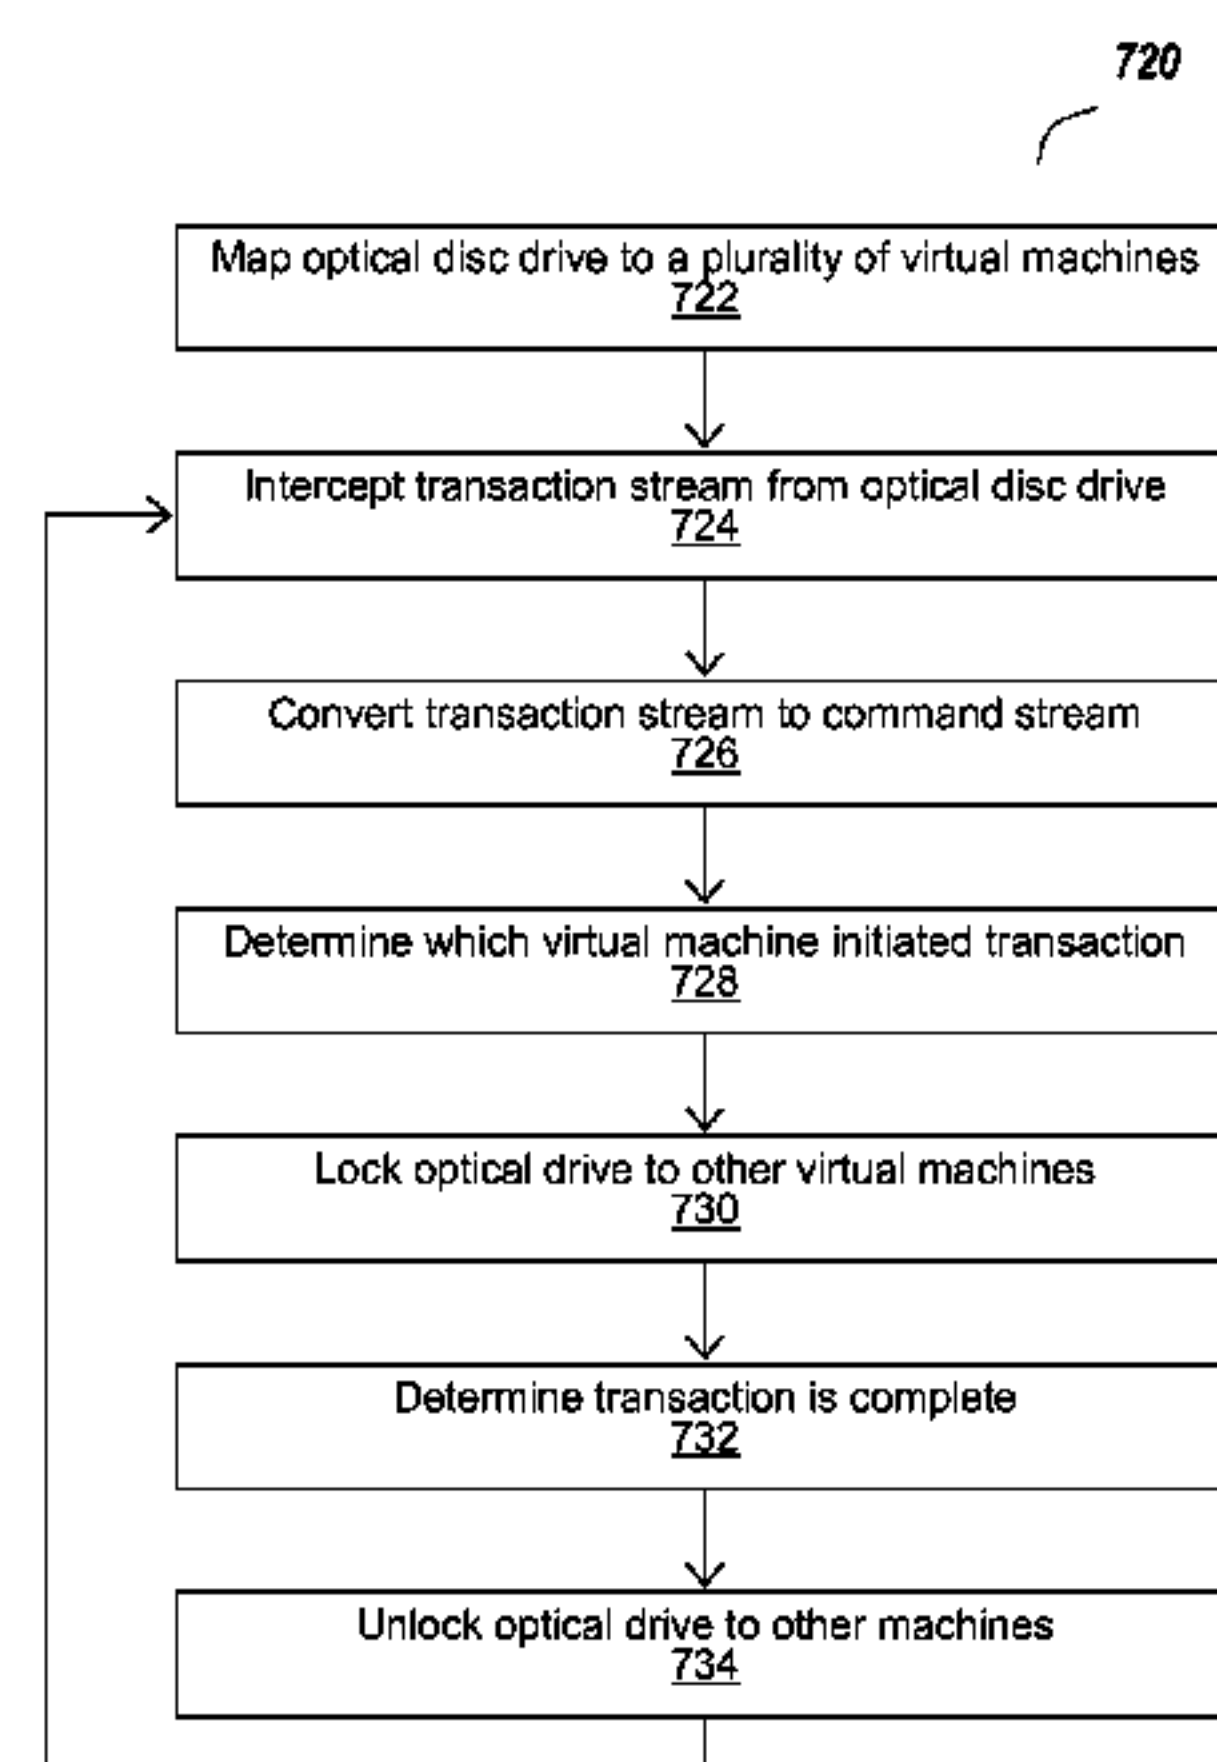 720
Map optical disc drive to a plurality of virtual machines
722
Intercept transaction stream from optical disc drive
724
Convert transaction stream to command stream
726
Determine which virtual machine initiated transaction
728
Lock optical drive to other virtual machines
730
Determine transaction is complete
732
Unlock optical drive to other machines
734